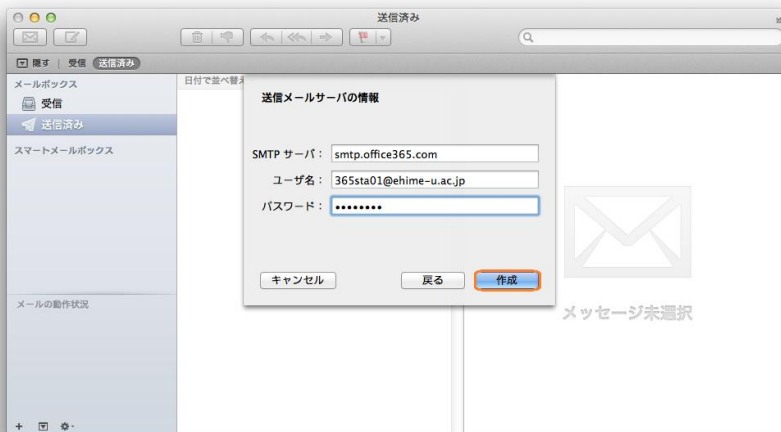 送信済み
隠す | 受信 送信済み
メールボックス
受信
送信済み
スマートメールボックス
メールの動作状況
日付で並べ替え
送信メールサーバの情報
SMTP サーバ： smtp.office365.com
ユーザ名： 365sta01@ehime-u.ac.jp
パスワード： ••••••••
キャンセル 戻る 作成
メッセージ未選択